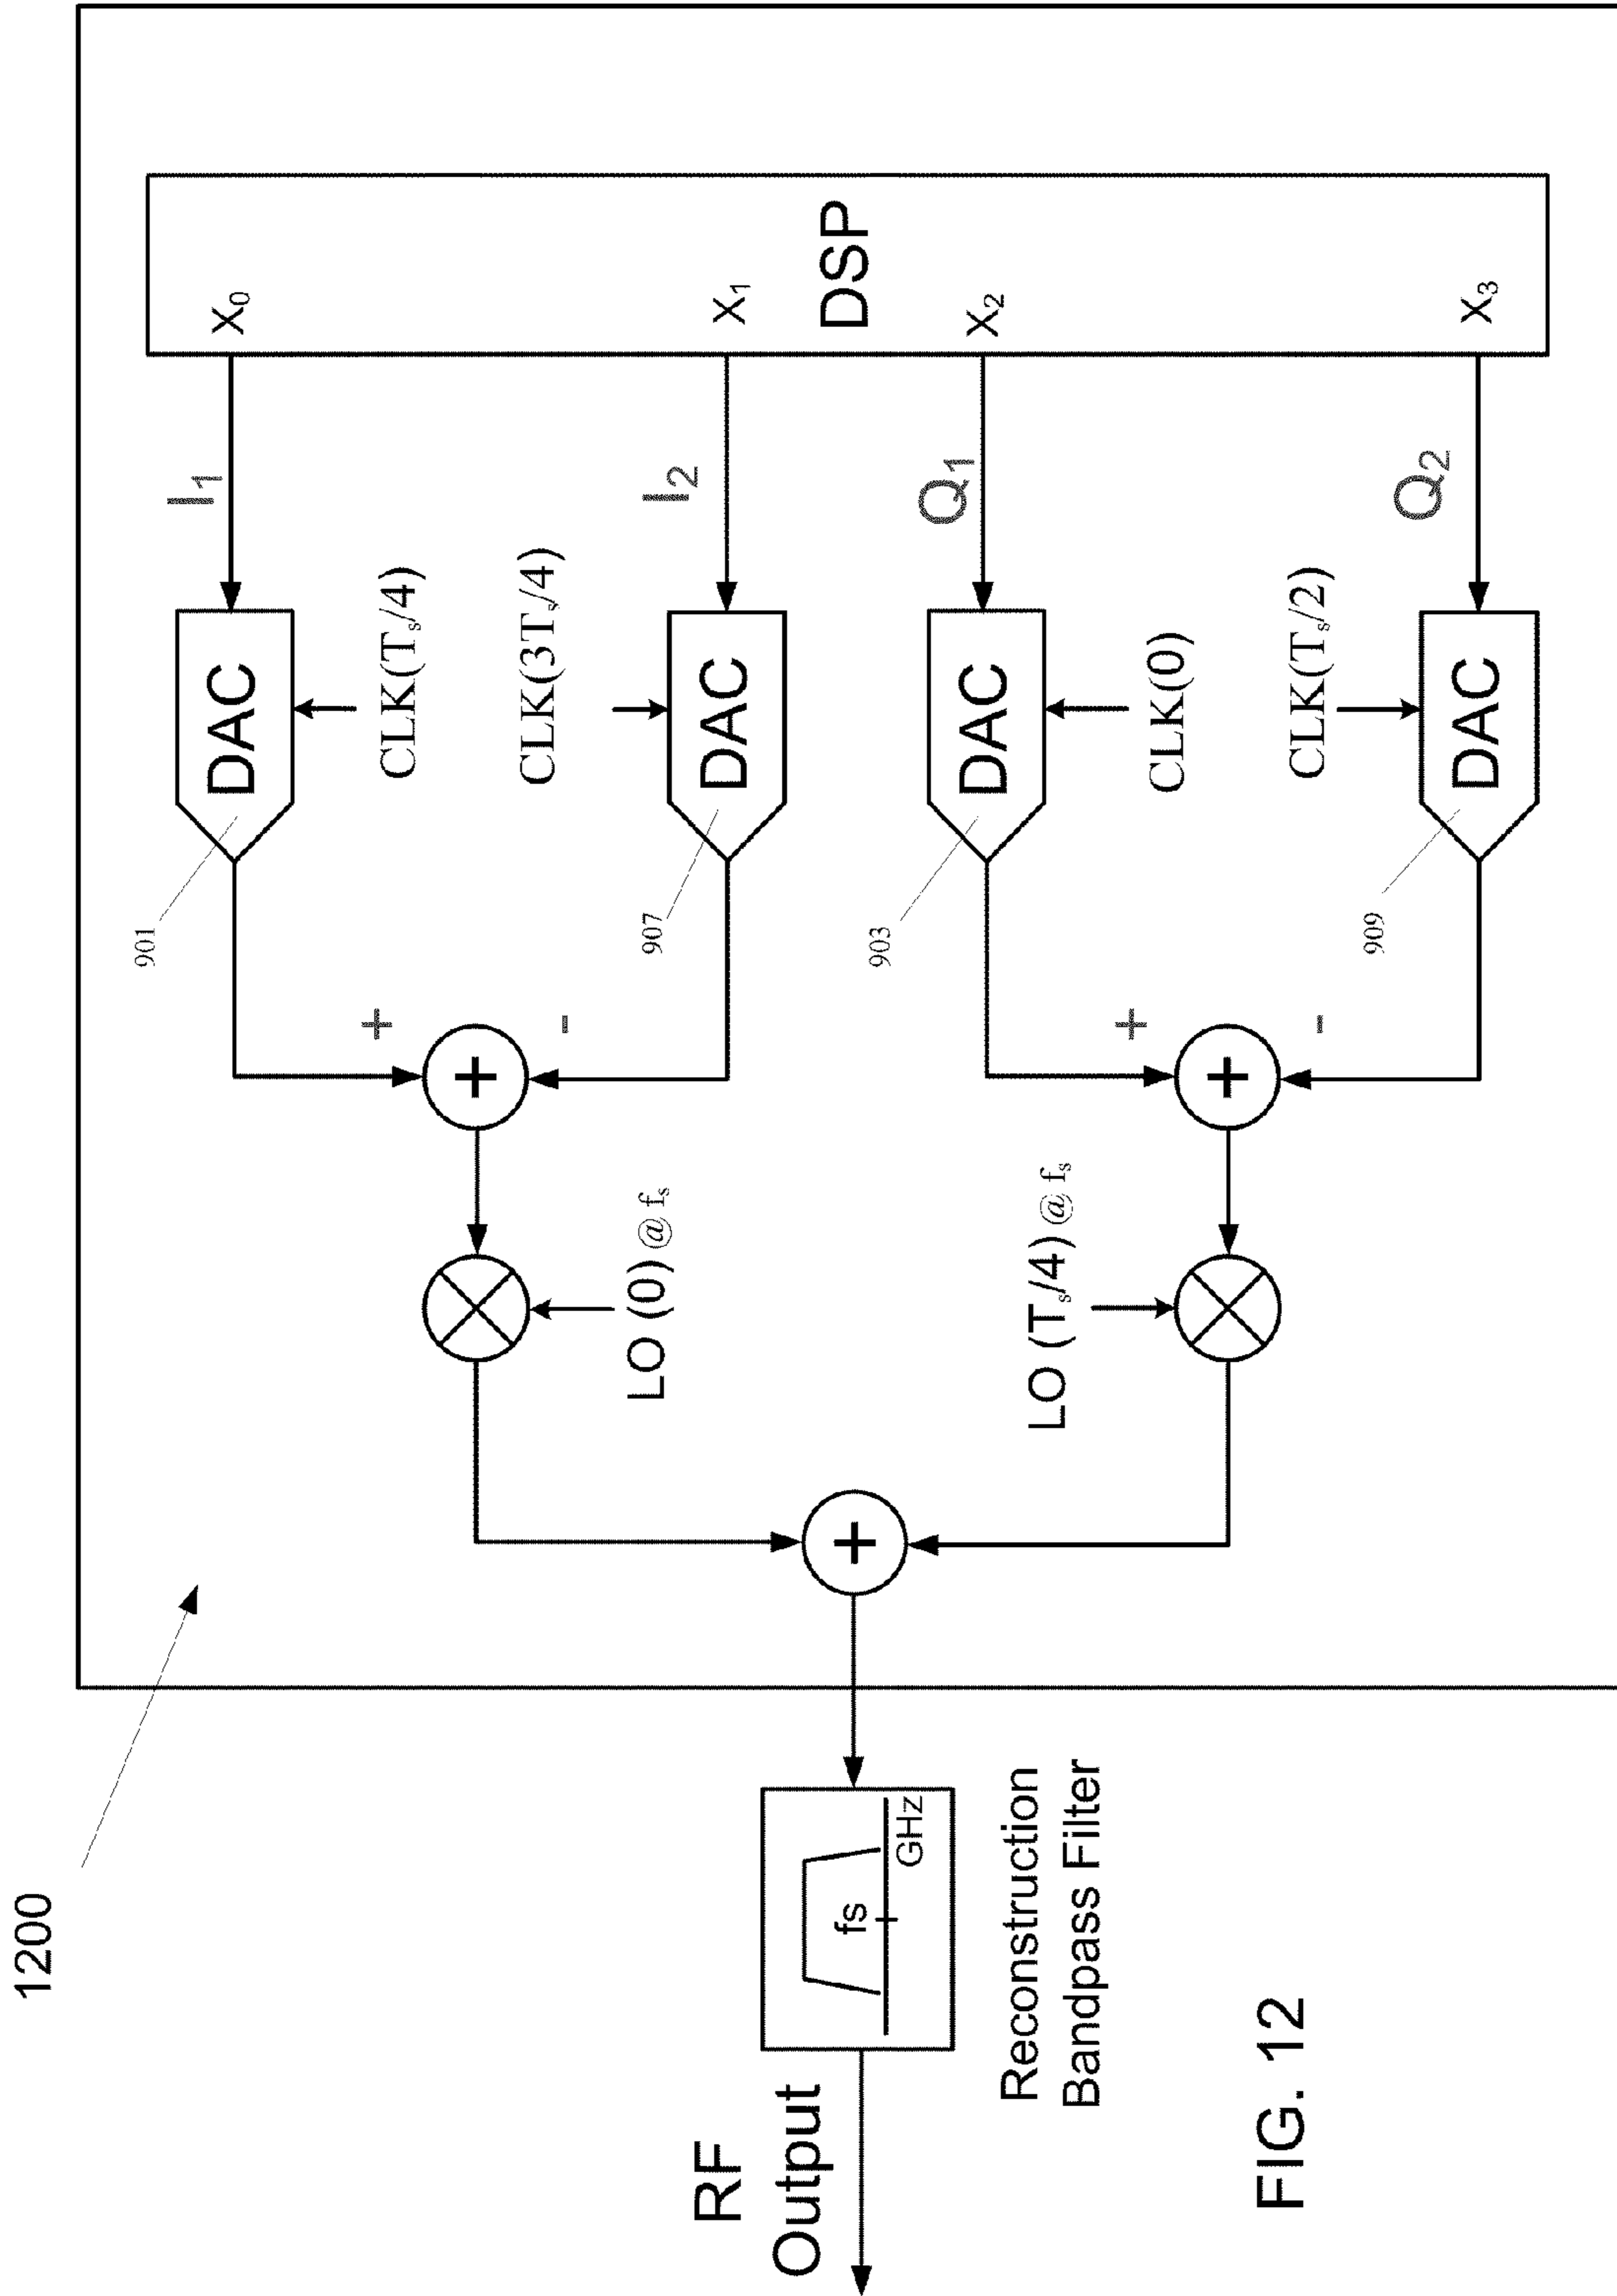 1200
RF
Output
fs
GHz
Reconstruction
Bandpass Filter
+
LO (0) @ fs
LO (Ts/4) @ fs
+
+
-
+
+
-
901
DAC
CLK(Ts/4)
I1
X0
907
DAC
CLK(3Ts/4)
I2
X1
903
DAC
CLK(0)
Q1
X2
909
DAC
CLK(Ts/2)
Q2
X3
DSP
FIG. 12